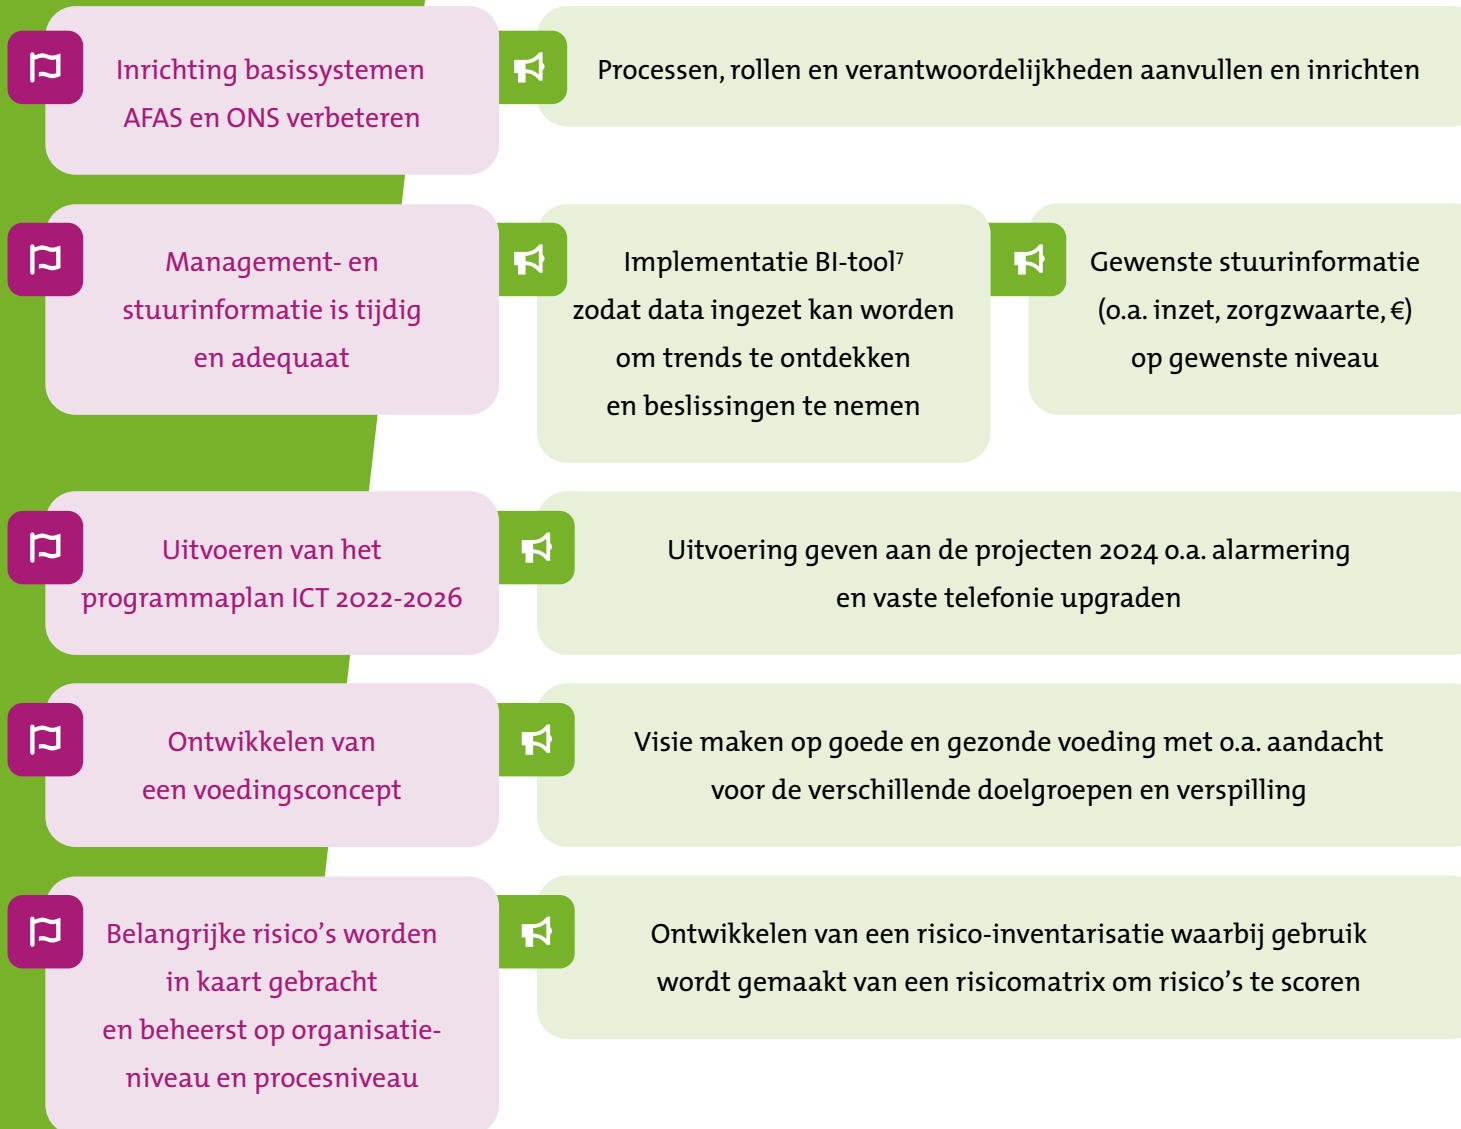 Inrichting basissystemen
AFAS en ONS verbeteren
Processen, rollen en verantwoordelijkheden aanvullen en inrichten
Management- en
stuurinformatie is tijdig
en adequaat
Implementatie BI-tool⁷
zodat data ingezet kan worden
om trends te ontdekken
en beslissingen te nemen
Gewenste stuurinformatie
(o.a. inzet, zorgzwaarte, €)
op gewenste niveau
Uitvoeren van het
programmaplan ICT 2022-2026
Uitvoering geven aan de projecten 2024 o.a. alarmering
en vaste telefonie upgraden
Ontwikkelen van
een voedingsconcept
Visie maken op goede en gezonde voeding met o.a. aandacht
voor de verschillende doelgroepen en verspilling
Belangrijke risico’s worden
in kaart gebracht
en beheerst op organisatie-
niveau en procesniveau
Ontwikkelen van een risico-inventarisatie waarbij gebruik
wordt gemaakt van een risicomatrix om risico’s te scoren